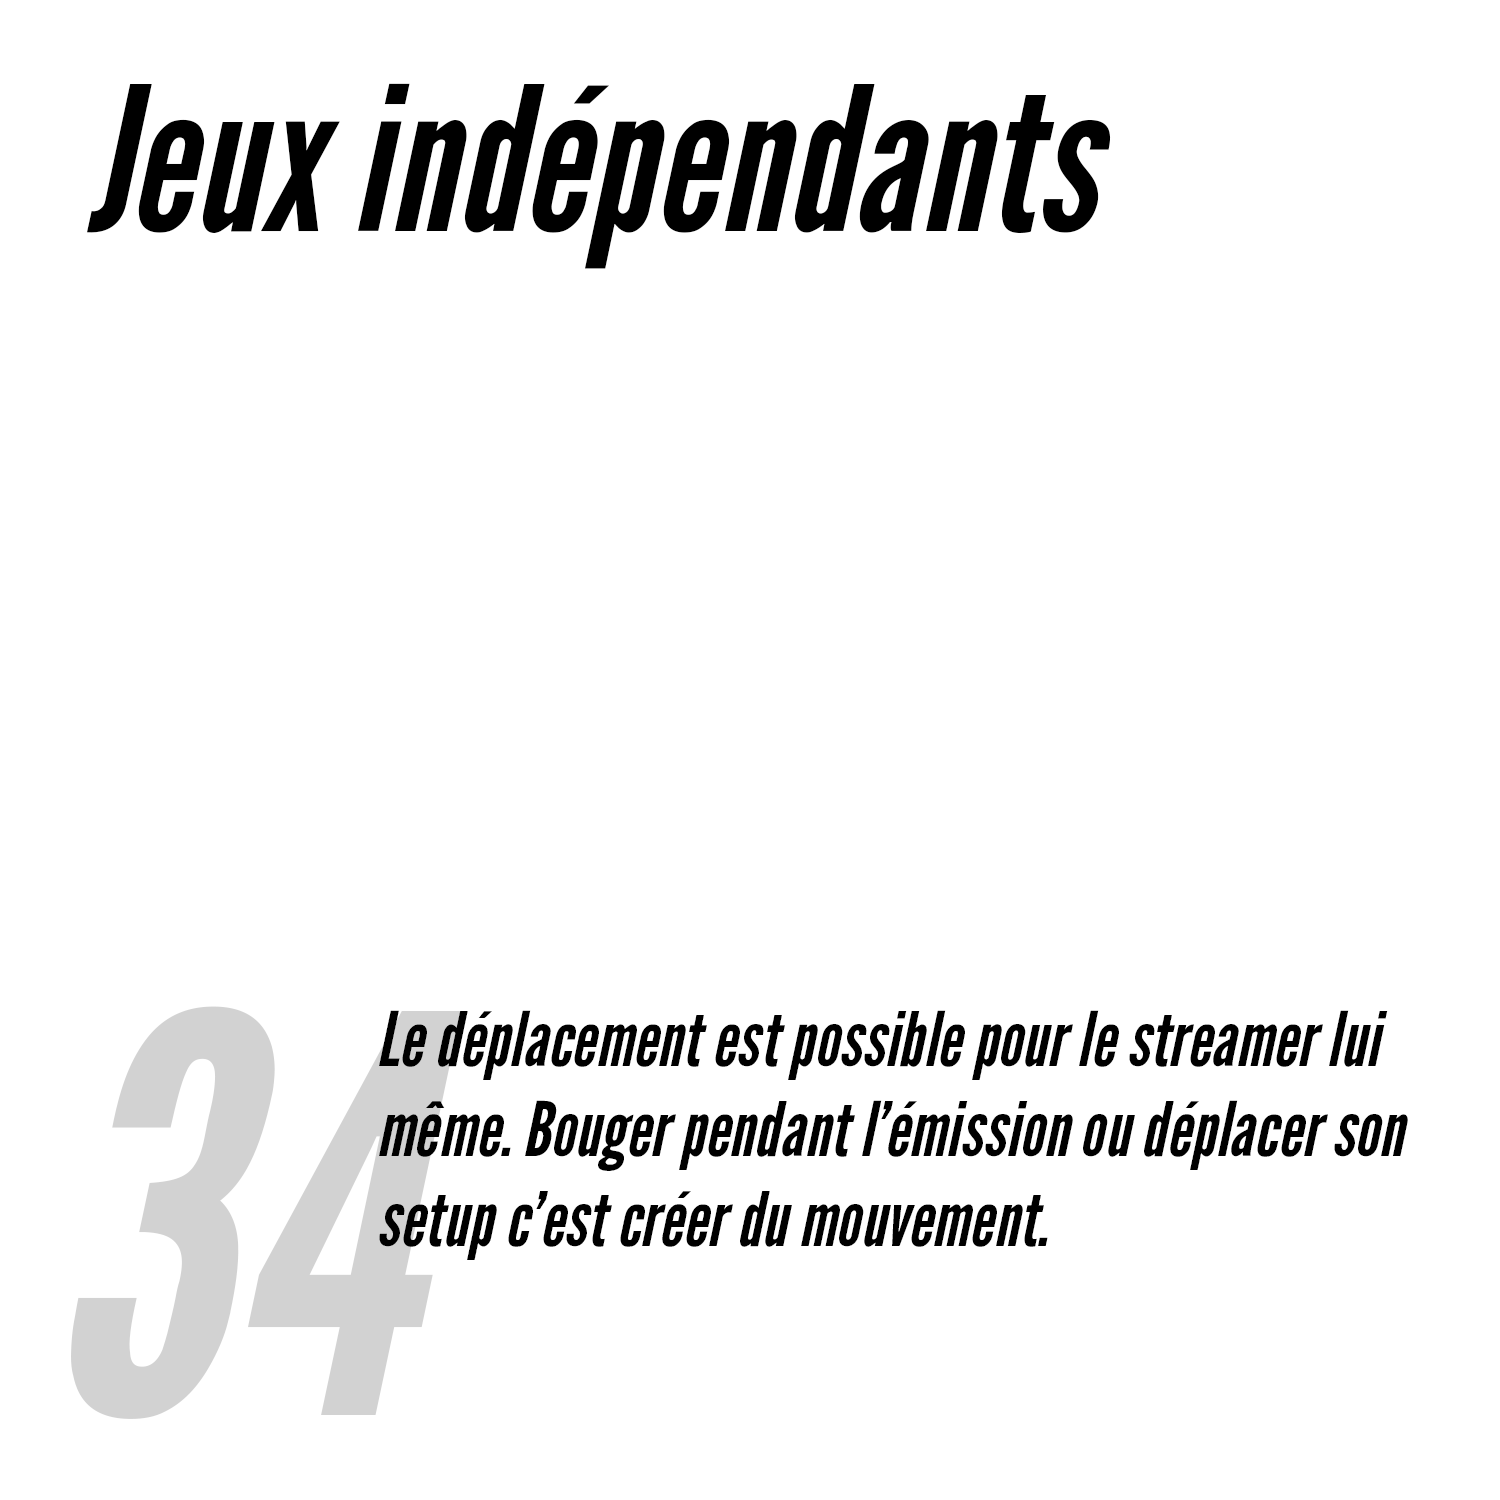 Jeux indépendants
34
Le déplacement est possible pour le streamer lui
même. Bouger pendant l’émission ou déplacer son
setup c’est créer du mouvement.